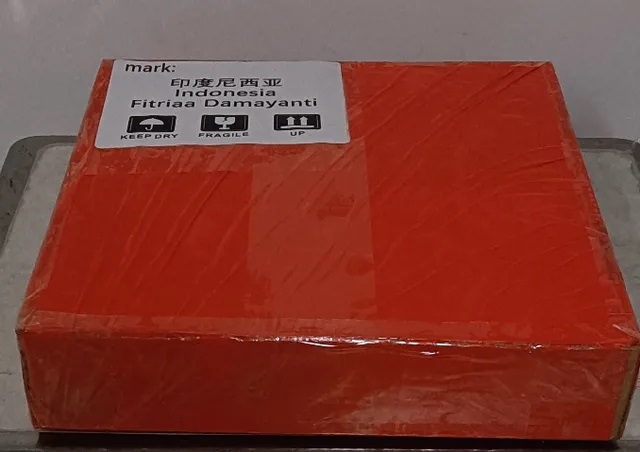 mark:
印度尼西亚
Indonesia
Fitriaa Damayanti
KEEP DRY FRAGILE UP